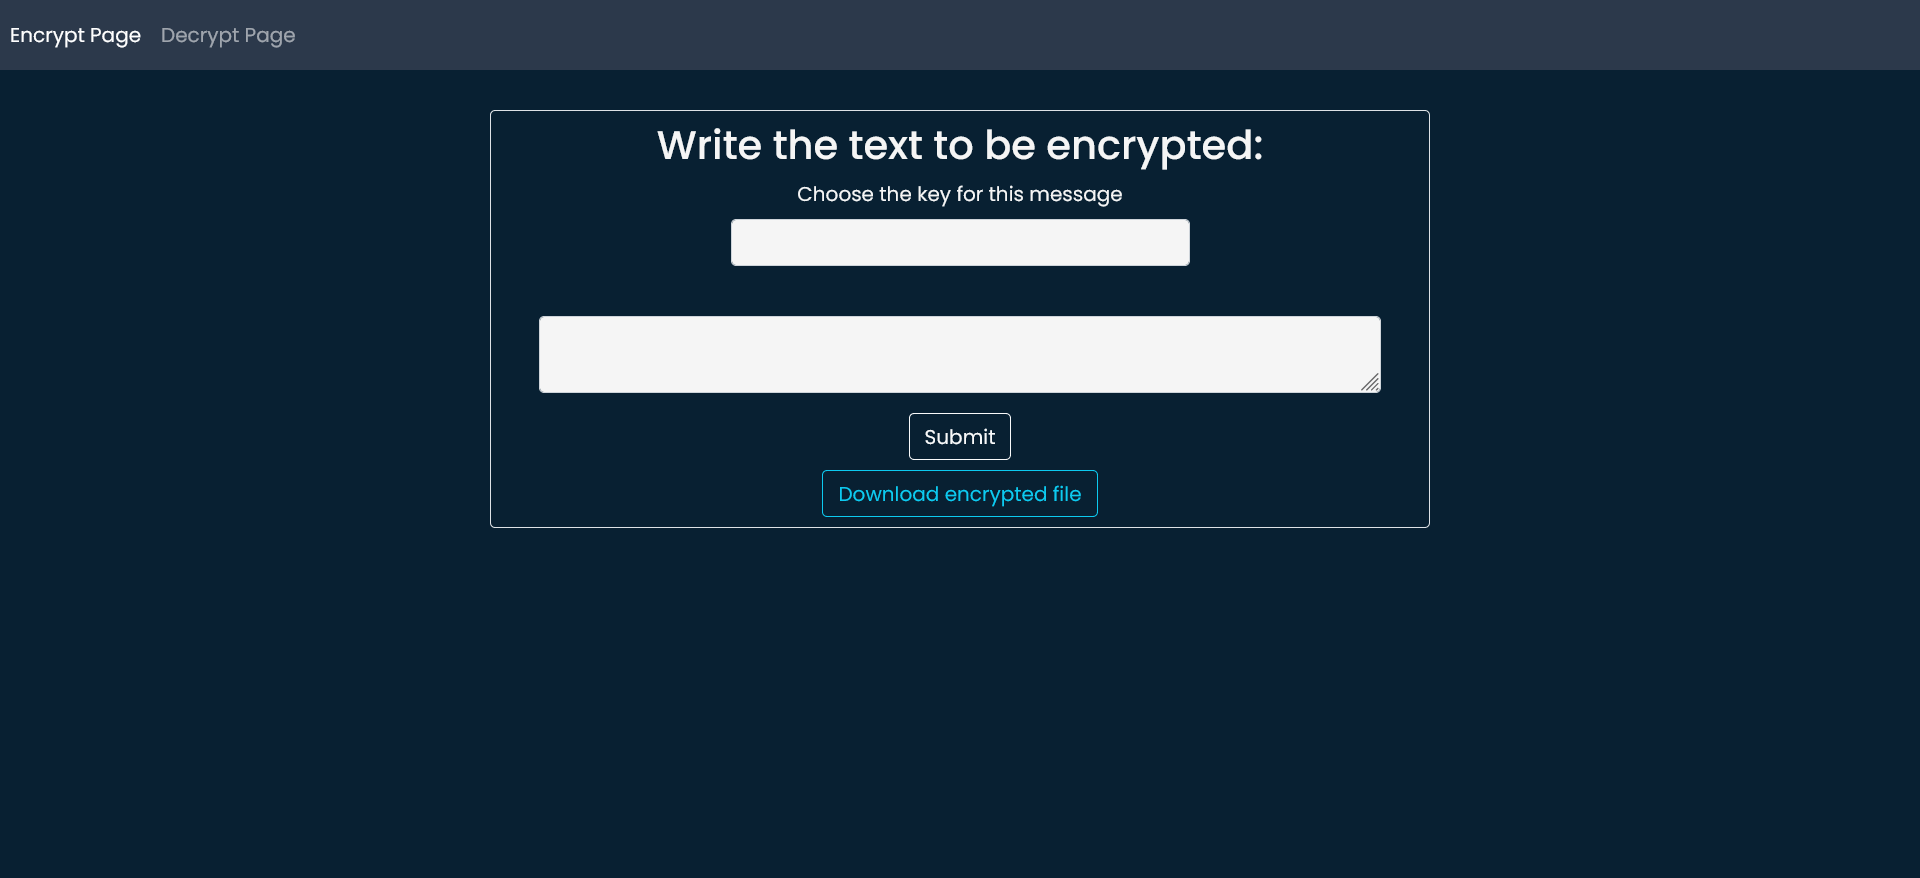 Encrypt Page Decrypt Page
Write the text to be encrypted:
Choose the key for this message
Submit
Download encrypted file